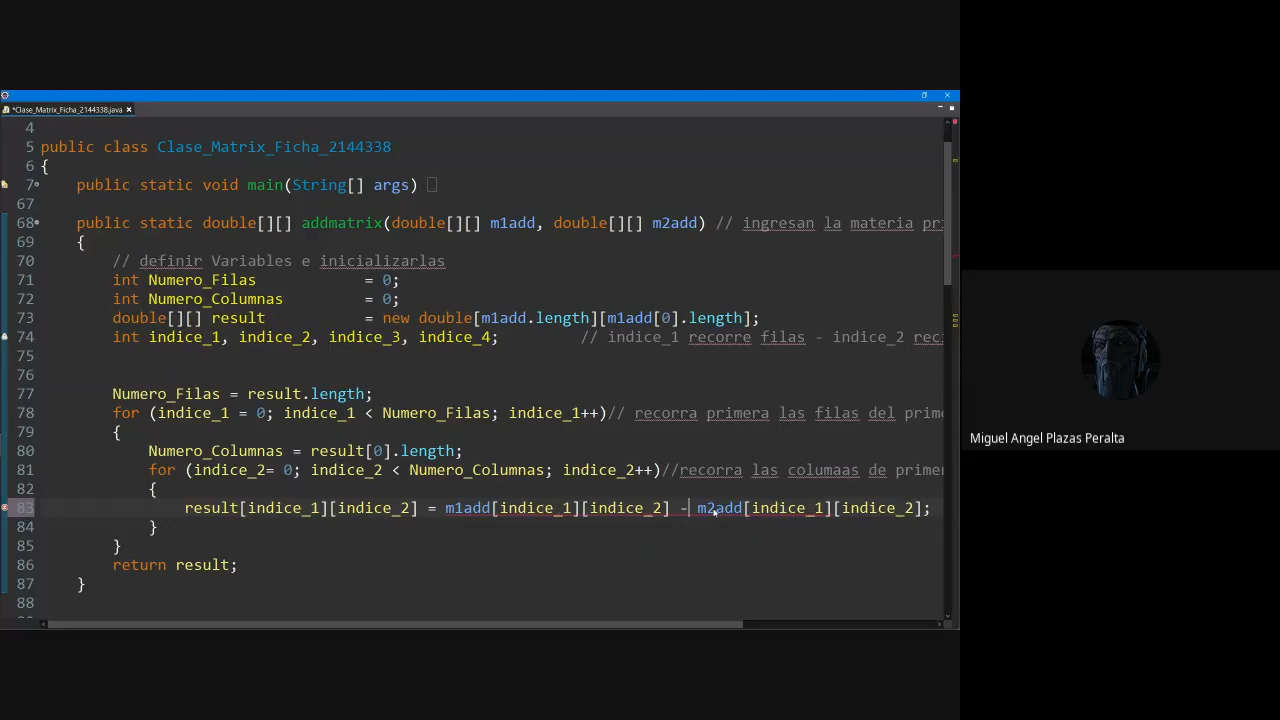 *Clase_Matrix_Ficha_2144338.java
4
5 public class Clase_Matrix_Ficha_2144338
6 {
7 public static void main(String[] args)
67
68 public static double[][] addmatrix(double[][] m1add, double[][] m2add) // ingresan la materia pri
69 {
70 // definir Variables e inicializarlas
71 int Numero_Filas = 0;
72 int Numero_Columnas = 0;
73 double[][] result = new double[m1add.length][m1add[0].length];
74 int indice_1, indice_2, indice_3, indice_4; // indice_1 recorre filas - indice_2 reci
75
76
77 Numero_Filas = result.length;
78 for (indice_1 = 0; indice_1 < Numero_Filas; indice_1++)// recorra primera las filas del prime
79 {
80 Numero_Columnas = result[0].length;
81 for (indice_2= 0; indice_2 < Numero_Columnas; indice_2++)//recorra las columaas de primer
82 {
83 result[indice_1][indice_2] = m1add[indice_1][indice_2] - m2add[indice_1][indice_2];
84 }
85 }
86 return result;
87 }
88
Miguel Angel Plazas Peralta